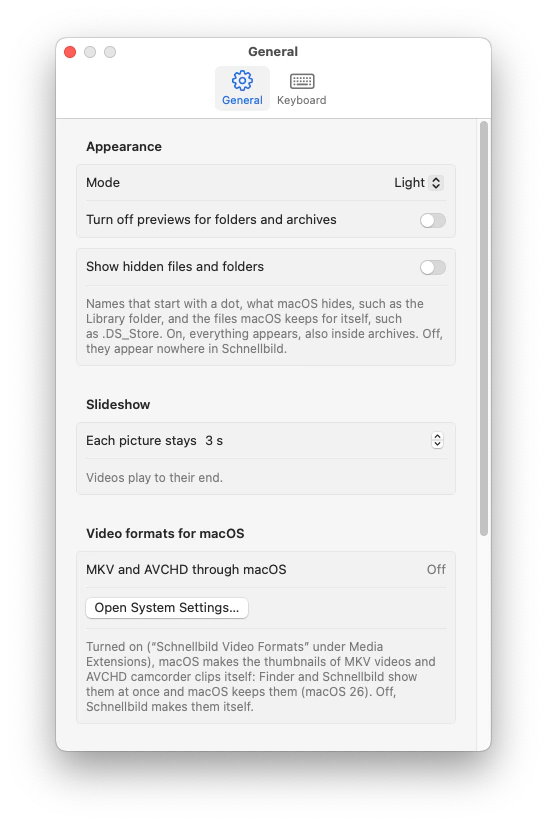 General
General
Keyboard
Appearance
Mode
Light
Turn off previews for folders and archives
Show hidden files and folders
Names that start with a dot, what macOS hides, such as the
Library folder, and the files macOS keeps for itself, such
as .DS_Store. On, everything appears, also inside archives. Off,
they appear nowhere in Schnellbild.
Slideshow
Each picture stays 3 s
Videos play to their end.
Video formats for macOS
MKV and AVCHD through macOS
Off
Open System Settings...
Turned on (“Schnellbild Video Formats” under Media
Extensions), macOS makes the thumbnails of MKV videos and
AVCHD camcorder clips itself: Finder and Schnellbild show
them at once and macOS keeps them (macOS 26). Off,
Schnellbild makes them itself.